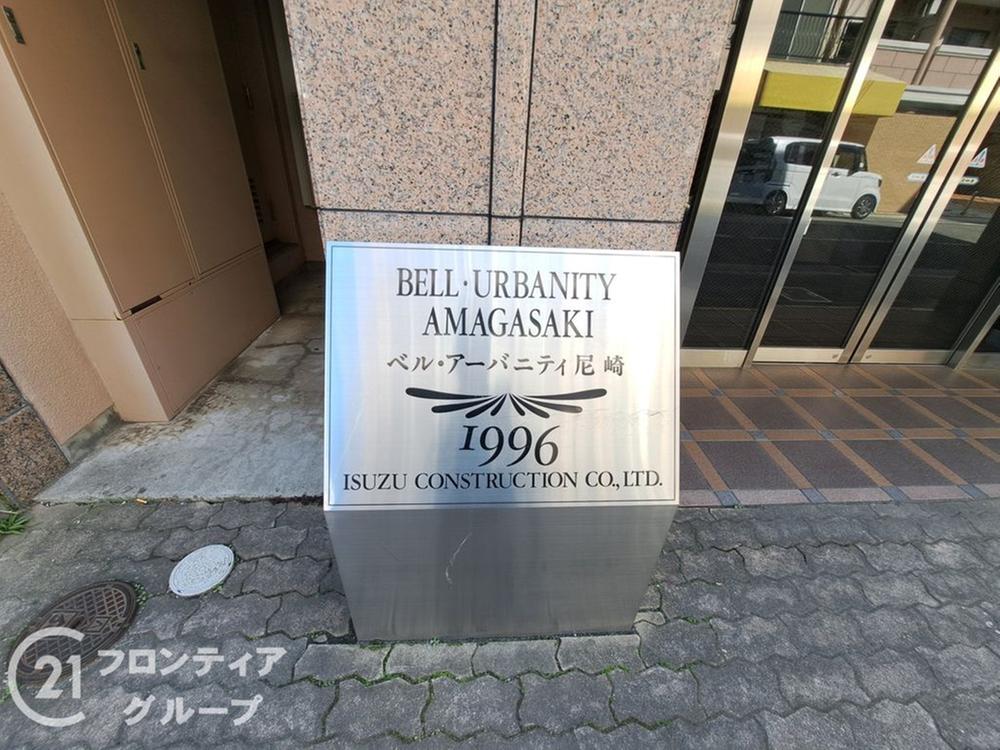 BELL·URBANITY
AMAGASAKI
ベル・アーバニティ尼崎
1996
ISUZU CONSTRUCTION CO., LTD.
C21 フロンティア
グループ